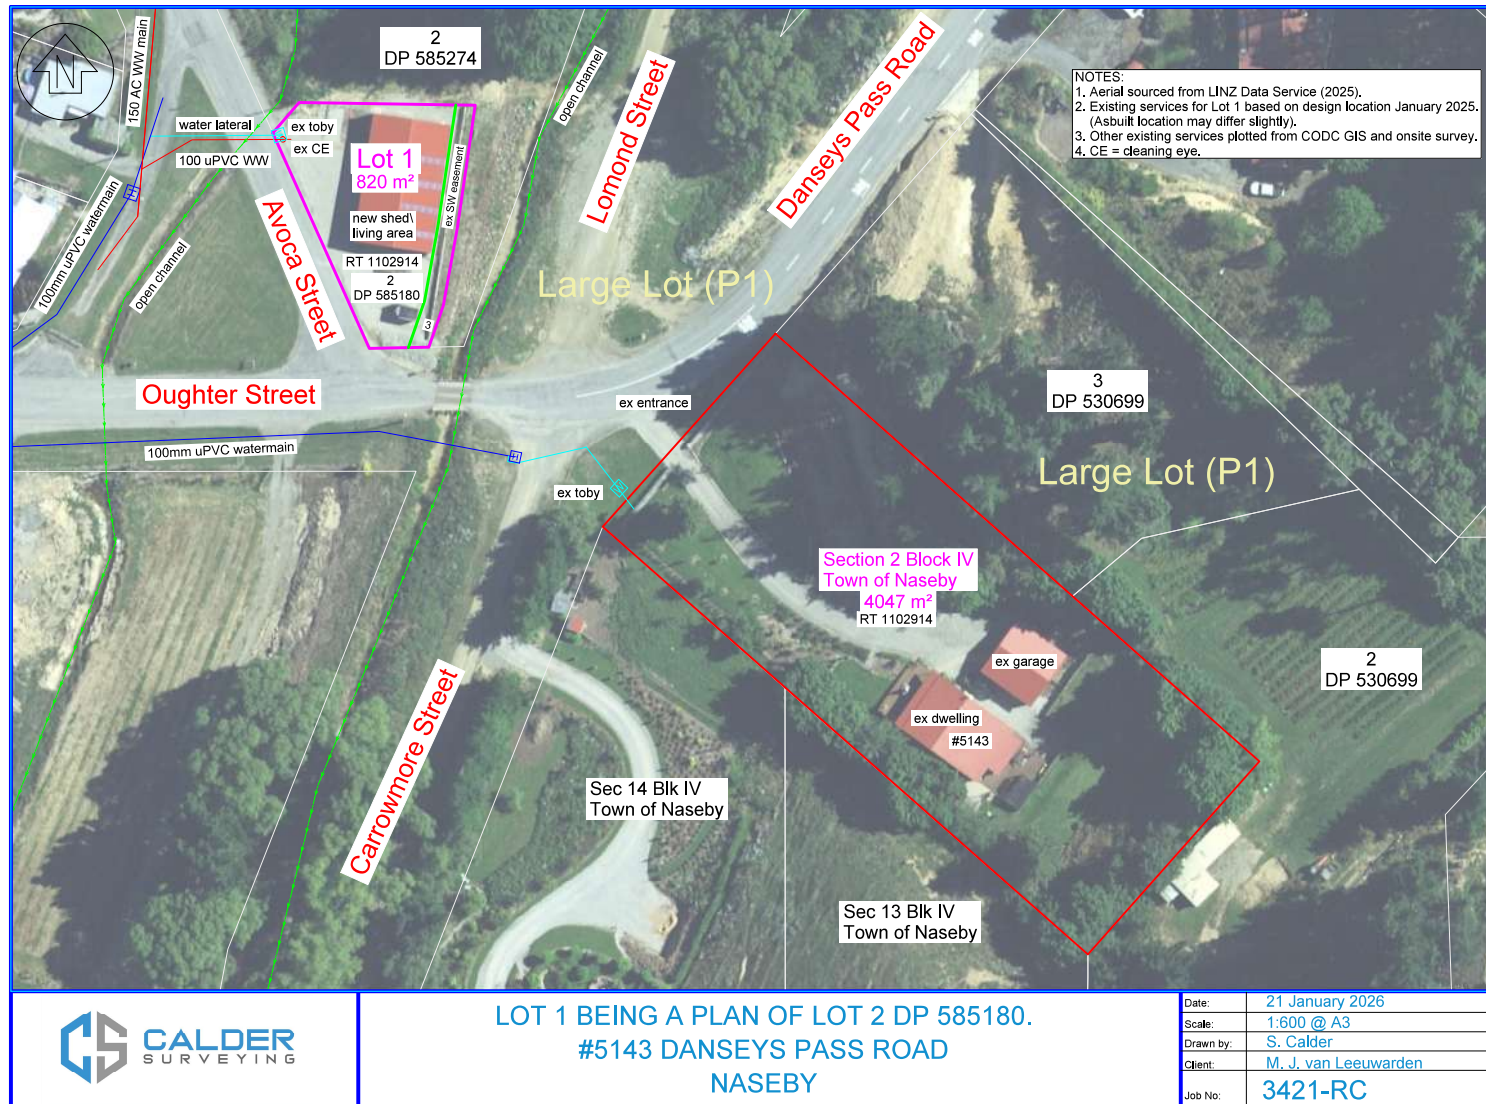 N
150 AC WW main
2
DP 585274
open channel
Lomond Street
Danseys Pass Road
NOTES:
1. Aerial sourced from LINZ Data Service (2025).
2. Existing services for Lot 1 based on design location January 2025.
(Asbuilt location may differ slightly).
3. Other existing services plotted from CODC GIS and onsite survey.
4. CE = cleaning eye.
water lateral
ex toby
ex CE
100 uPVC WW
Lot 1
820 m²
new shed\
living area
ex SW easement
RT 1102914
2
DP 585180
3
100mm uPVC watermain
open channel
Avoca Street
Large Lot (P1)
Oughter Street
ex entrance
3
DP 530699
100mm uPVC watermain
Large Lot (P1)
ex toby
Section 2 Block IV
Town of Naseby
4047 m²
RT 1102914
ex garage
2
DP 530699
ex dwelling
#5143
Carrowmore Street
Sec 14 Blk IV
Town of Naseby
Sec 13 Blk IV
Town of Naseby
CS CALDER
SURVEYING
LOT 1 BEING A PLAN OF LOT 2 DP 585180.
#5143 DANSEYS PASS ROAD
NASEBY
Date: 21 January 2026
Scale: 1:600 @ A3
Drawn by: S. Calder
Client: M. J. van Leeuwarden
Job No: 3421-RC